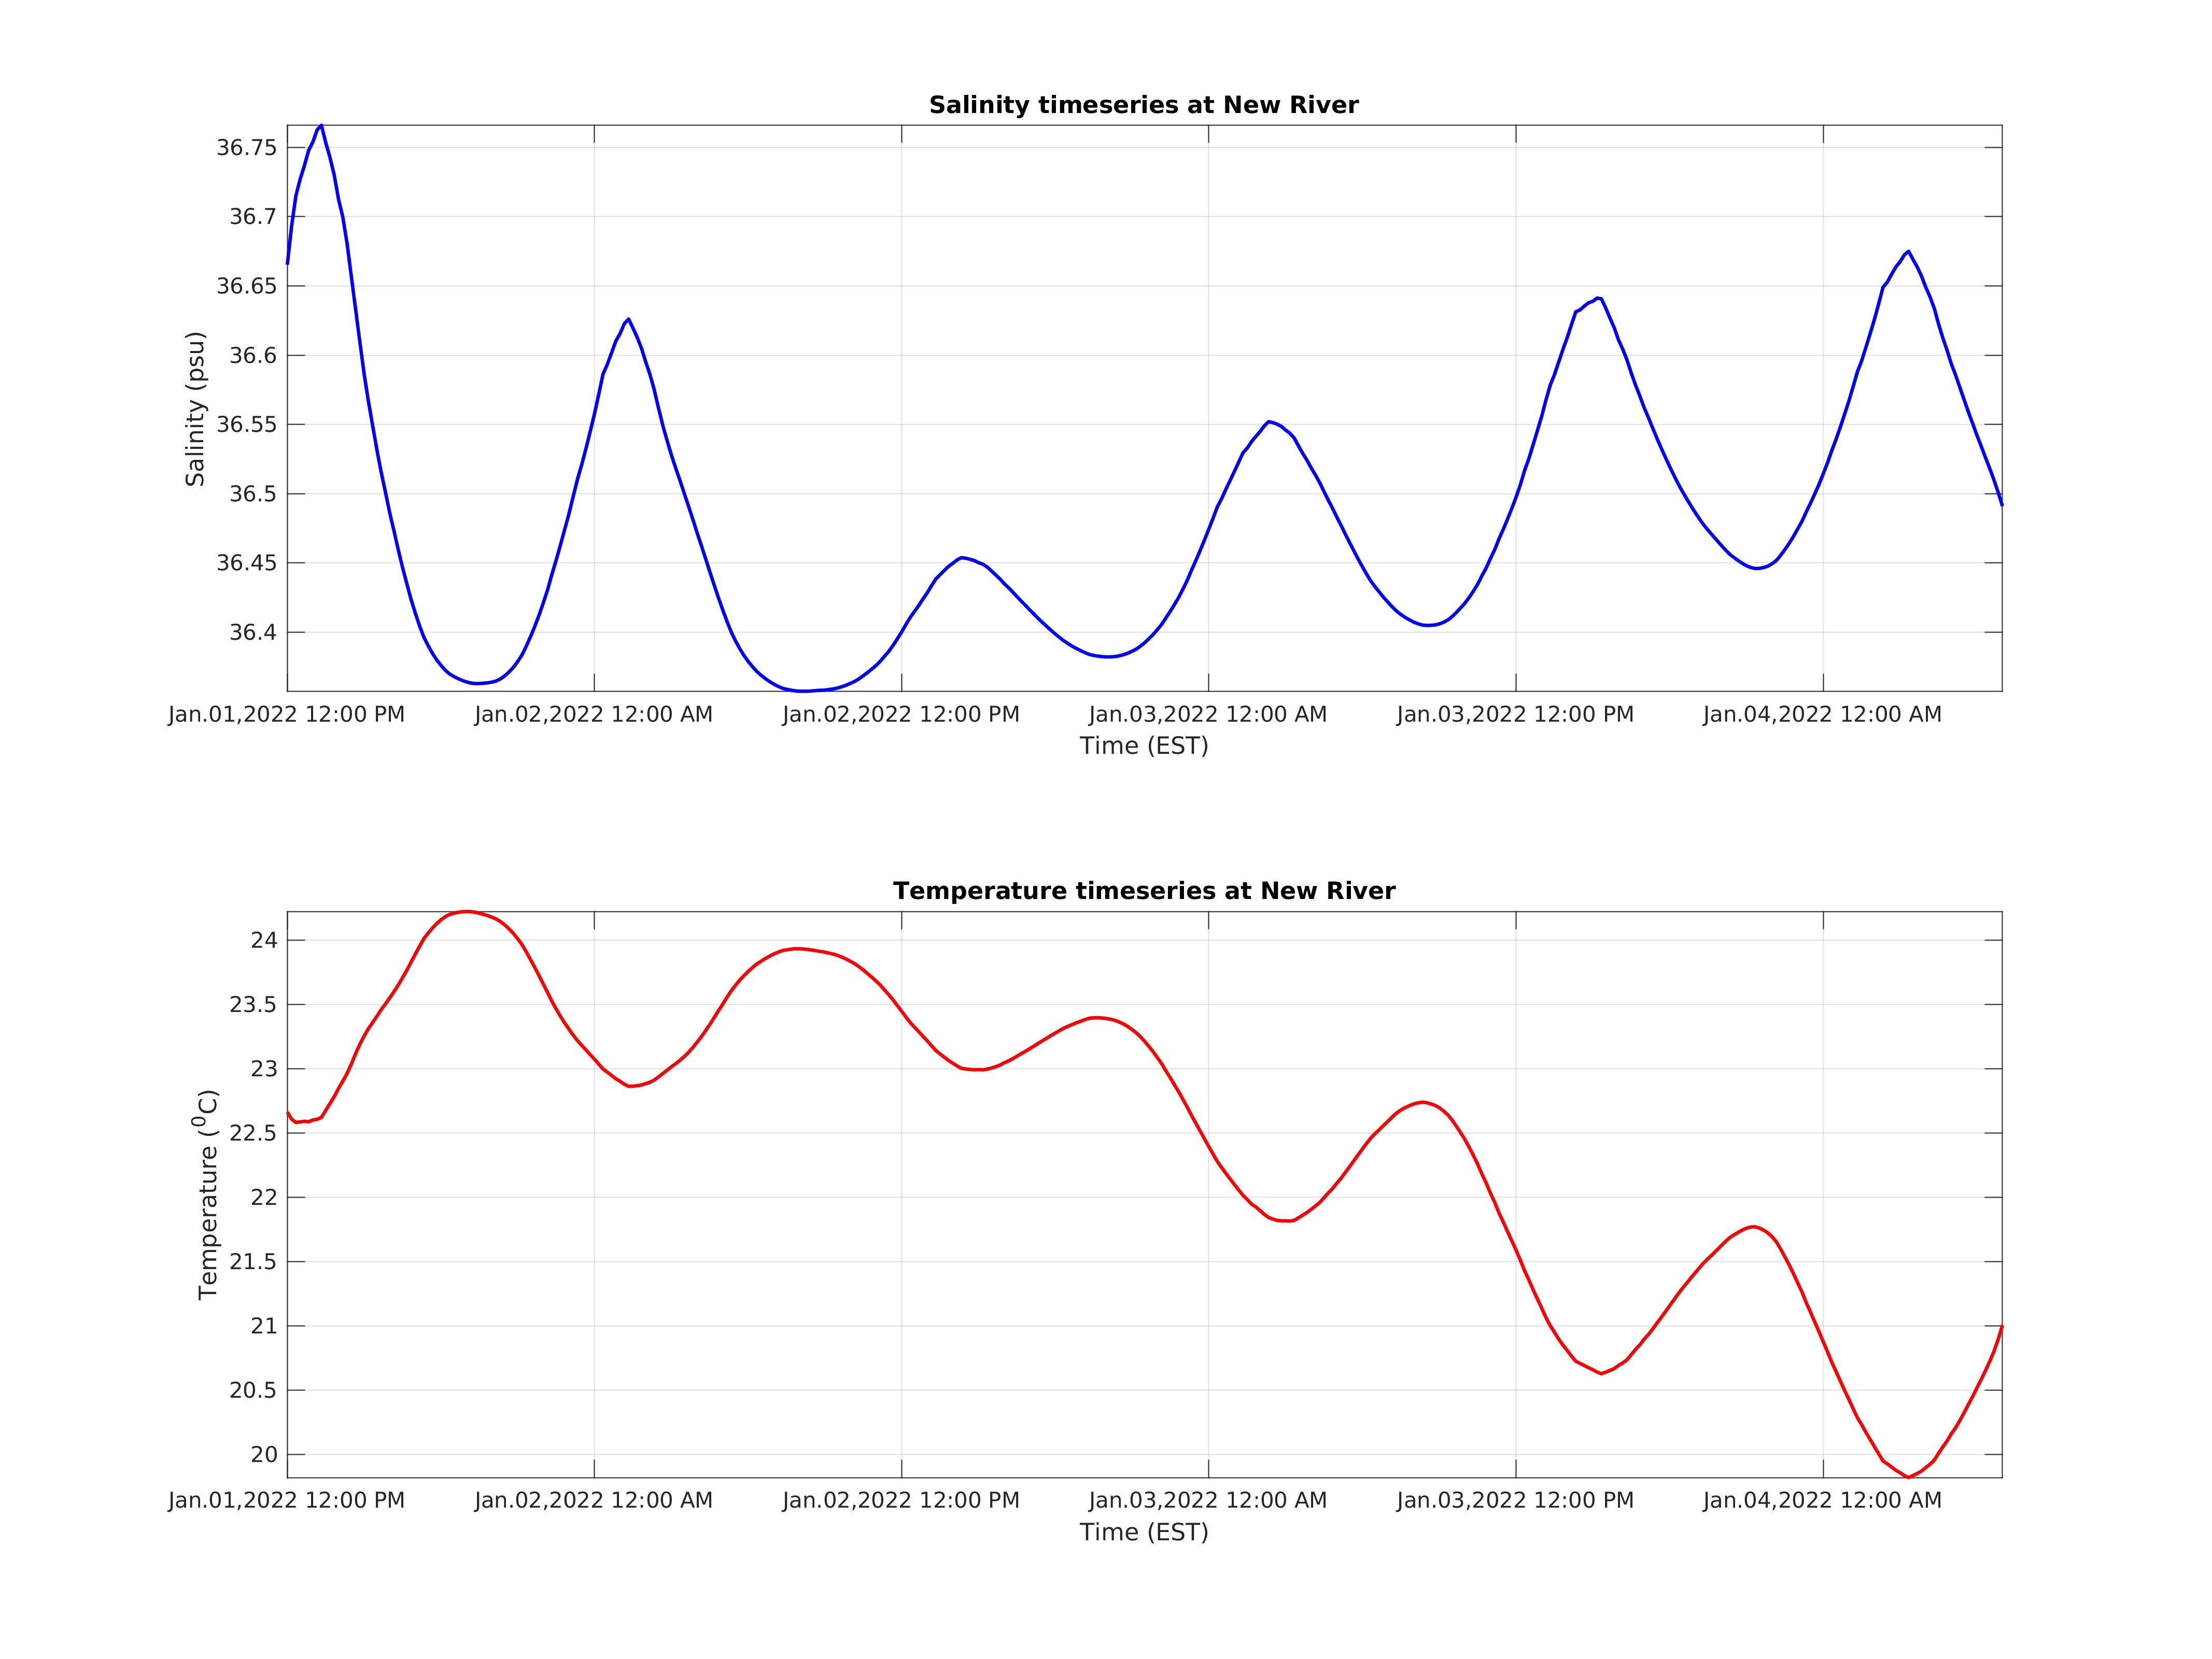 Salinity timeseries at New River
36.75
36.7
36.65
36.6
36.55
36.5
36.45
36.4
Salinity (psu)
Jan.01,2022 12:00 PM Jan.02,2022 12:00 AM Jan.02,2022 12:00 PM Jan.03,2022 12:00 AM Jan.03,2022 12:00 PM Jan.04,2022 12:00 AM
Time (EST)
Temperature timeseries at New River
24
23.5
23
22.5
22
21.5
21
20.5
20
Temperature (⁰C)
Jan.01,2022 12:00 PM Jan.02,2022 12:00 AM Jan.02,2022 12:00 PM Jan.03,2022 12:00 AM Jan.03,2022 12:00 PM Jan.04,2022 12:00 AM
Time (EST)